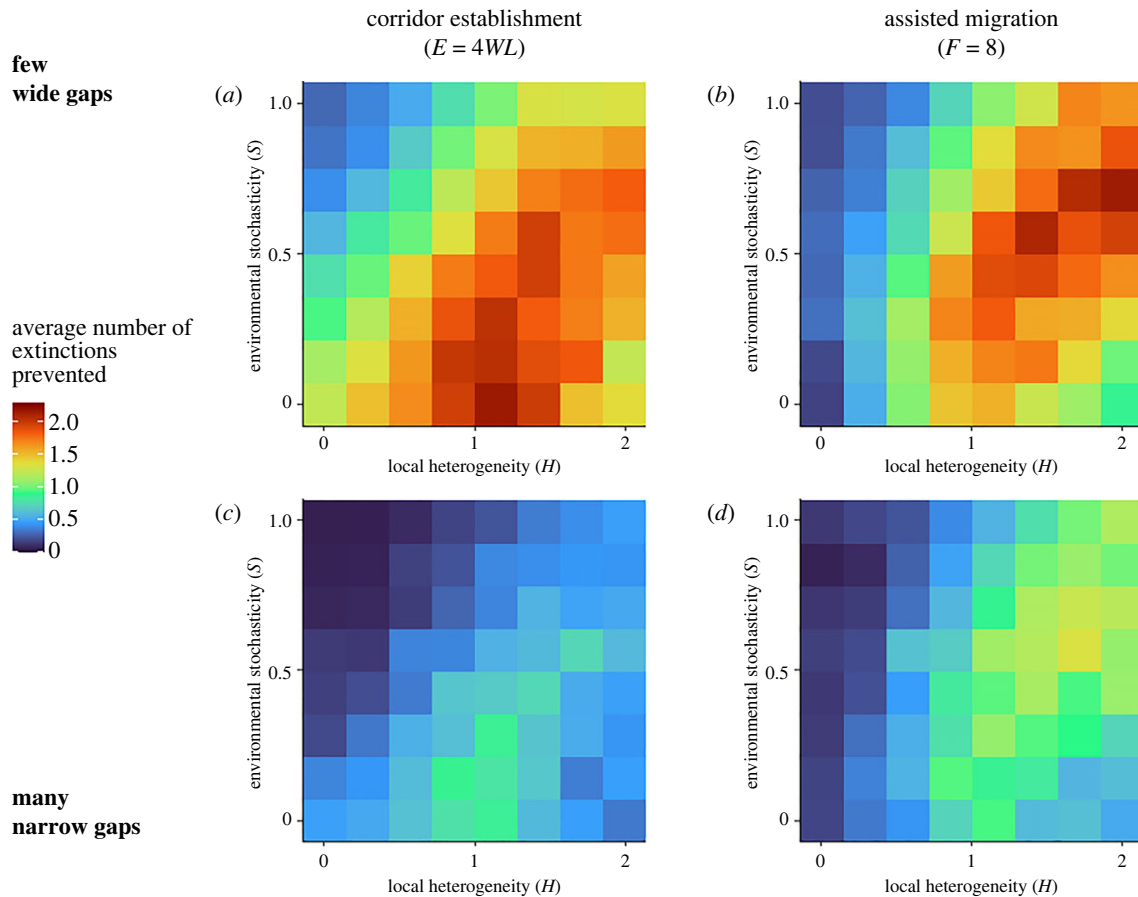 corridor establishment
(E = 4WL)
assisted migration
(F = 8)
few
wide gaps
(a)
1.0
0.5
0
environmental stochasticity (S)
0 1 2
local heterogeneity (H)
(b)
1.0
0.5
0
environmental stochasticity (S)
0 1 2
local heterogeneity (H)
average number of
extinctions
prevented
2.0
1.5
1.0
0.5
0
many
narrow gaps
(c)
1.0
0.5
0
environmental stochasticity (S)
0 1 2
local heterogeneity (H)
(d)
1.0
0.5
0
environmental stochasticity (S)
0 1 2
local heterogeneity (H)